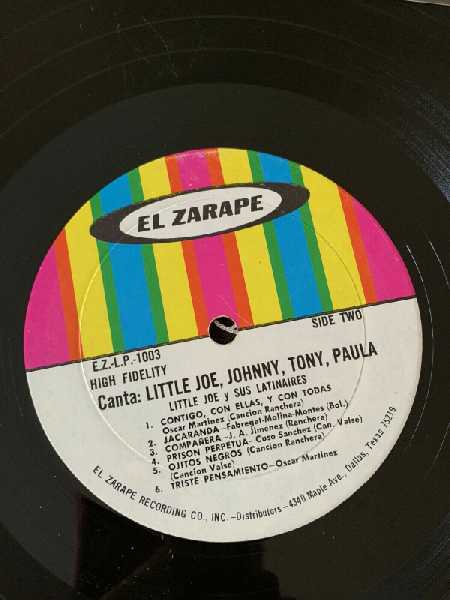 EL ZARAPE
E.Z.-L.P.-1003
HIGH FIDELITY
SIDE TWO
Canta: LITTLE JOE, JOHNNY, TONY, PAULA
LITTLE JOE y SUS LATINAIRES
1. CONTIGO, CON ELLAS, Y CON TODAS
Oscar Martinez (Cancion Ranchera)
2. JACARANDA - Fabregat-Molina-Montes (Bol.)
3. COMPAÑERA - J. A. Jimenez (Ranchera)
4. PRISON PERPETUA - Cuso Sanchez (Can. Valse)
5. OJITOS NEGROS (Cancion Ranchera)
(Cancion Valse)
6. TRISTE PENSAMIENTO - Oscar Martinez
EL ZARAPE RECORDING CO., INC. - Distributors - 4348 Maple Ave., Dallas, Texas 75219